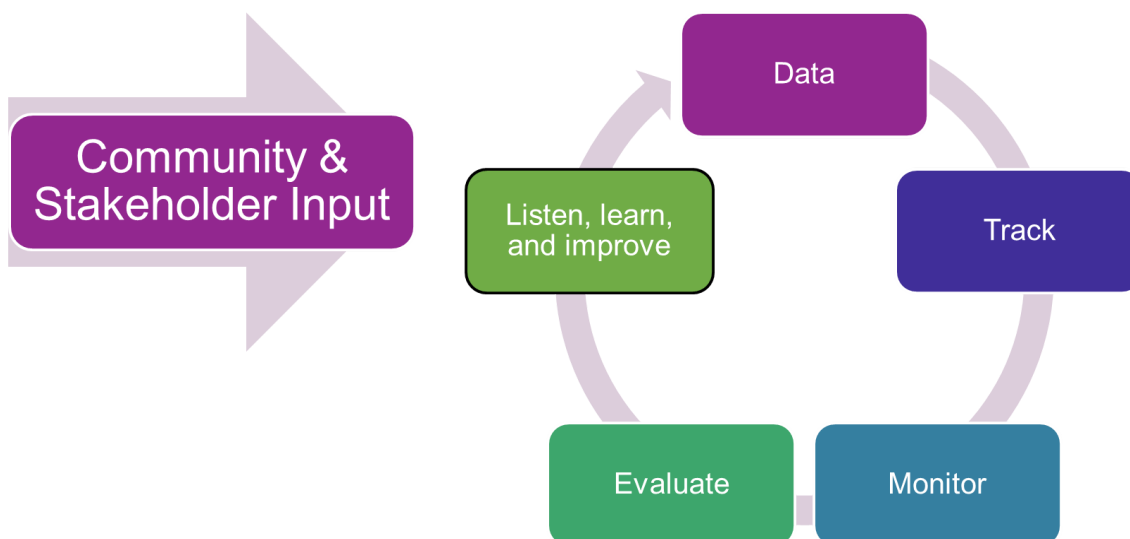 Community &
Stakeholder Input
Data
Track
Monitor
Evaluate
Listen, learn,
and improve